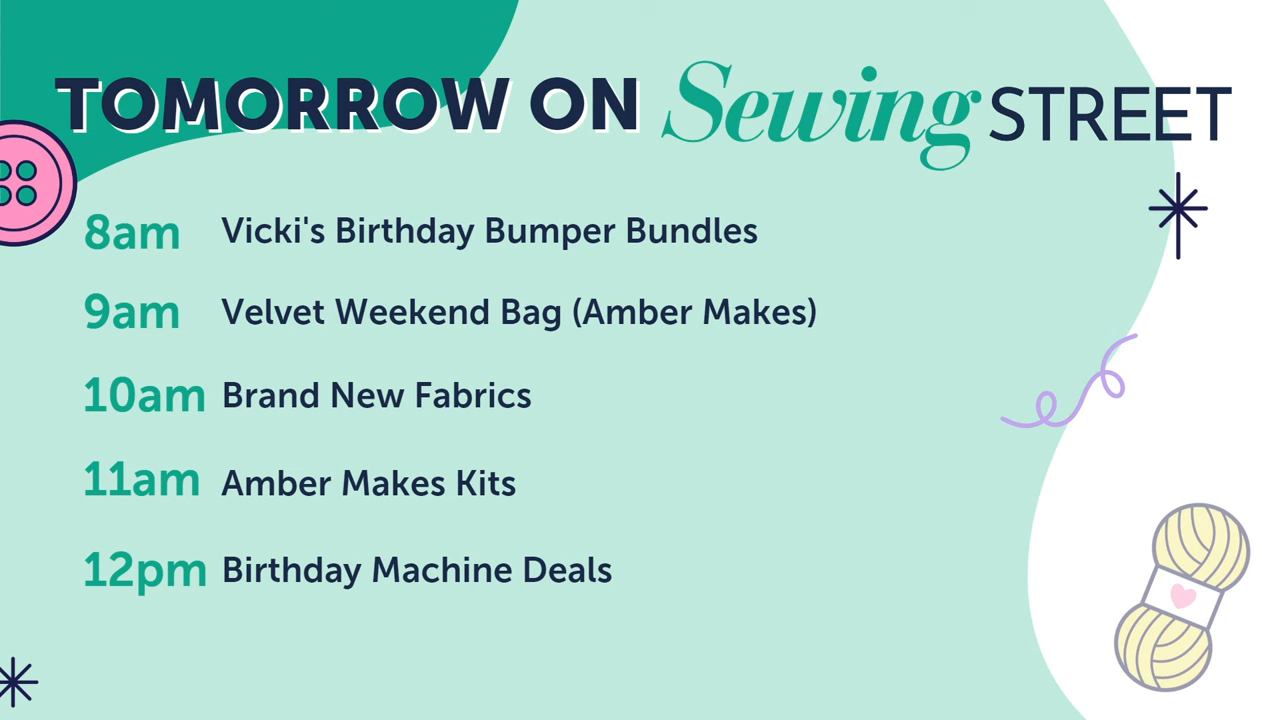 TOMORROW ON Sewing STREET
8am Vicki's Birthday Bumper Bundles
9am Velvet Weekend Bag (Amber Makes)
10am Brand New Fabrics
11am Amber Makes Kits
12pm Birthday Machine Deals